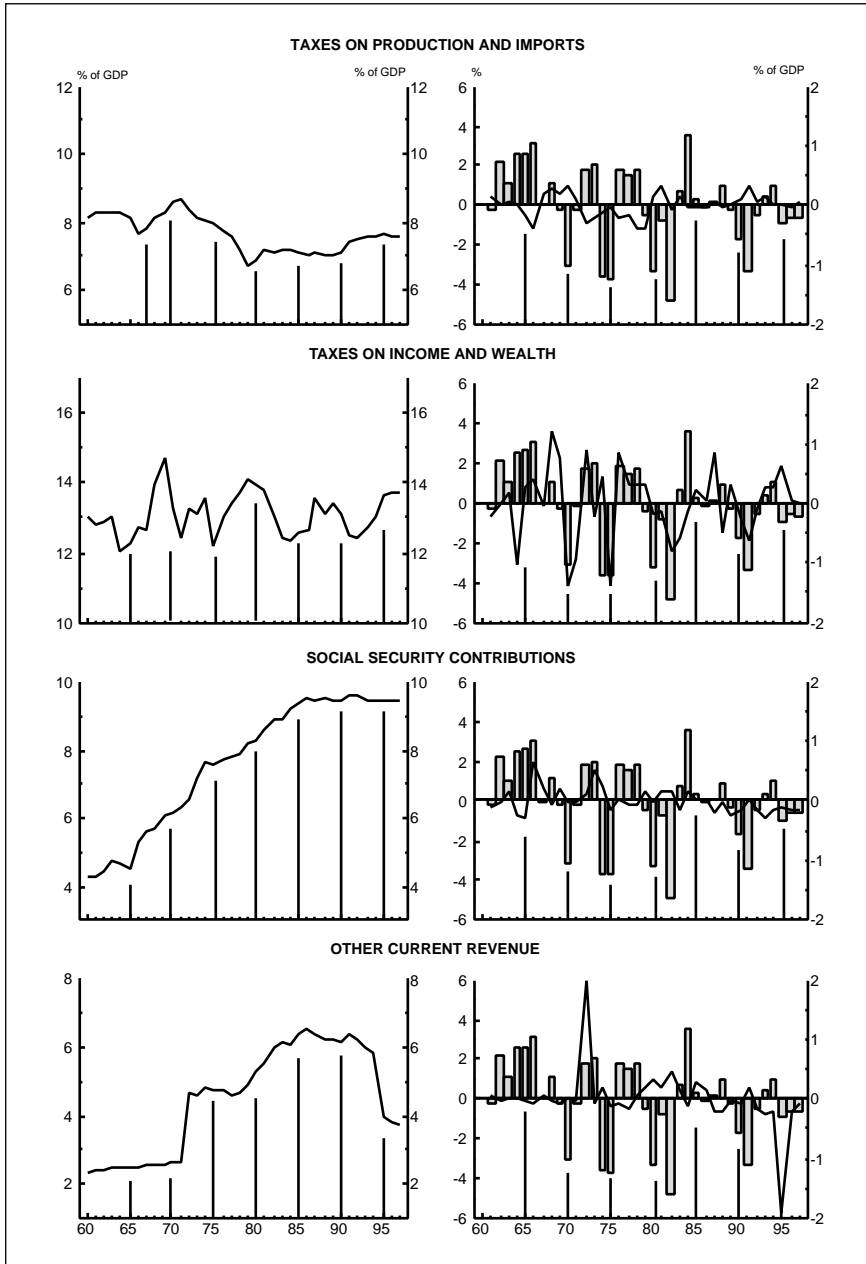 TAXES ON PRODUCTION AND IMPORTS
% of GDP % of GDP % % of GDP
12 12 6 2
4
10 10 1
2
8 8 0 0
-2
-1
6 6 -4
-6 -2
TAXES ON INCOME AND WEALTH
6 2
16 16 4
1
14 14 2
0 0
12 12 -2
-1
-4
10 10 -6 -2
SOCIAL SECURITY CONTRIBUTIONS
10 10 6 2
4
8 8 1
2
0 0
6 6 -2
-1
4 4 -4
-6 -2
OTHER CURRENT REVENUE
8 8 6 2
4
6 6 1
2
4 4 0 0
-2
-1
2 2 -4
-6 -2
60 65 70 75 80 85 90 95 60 65 70 75 80 85 90 95